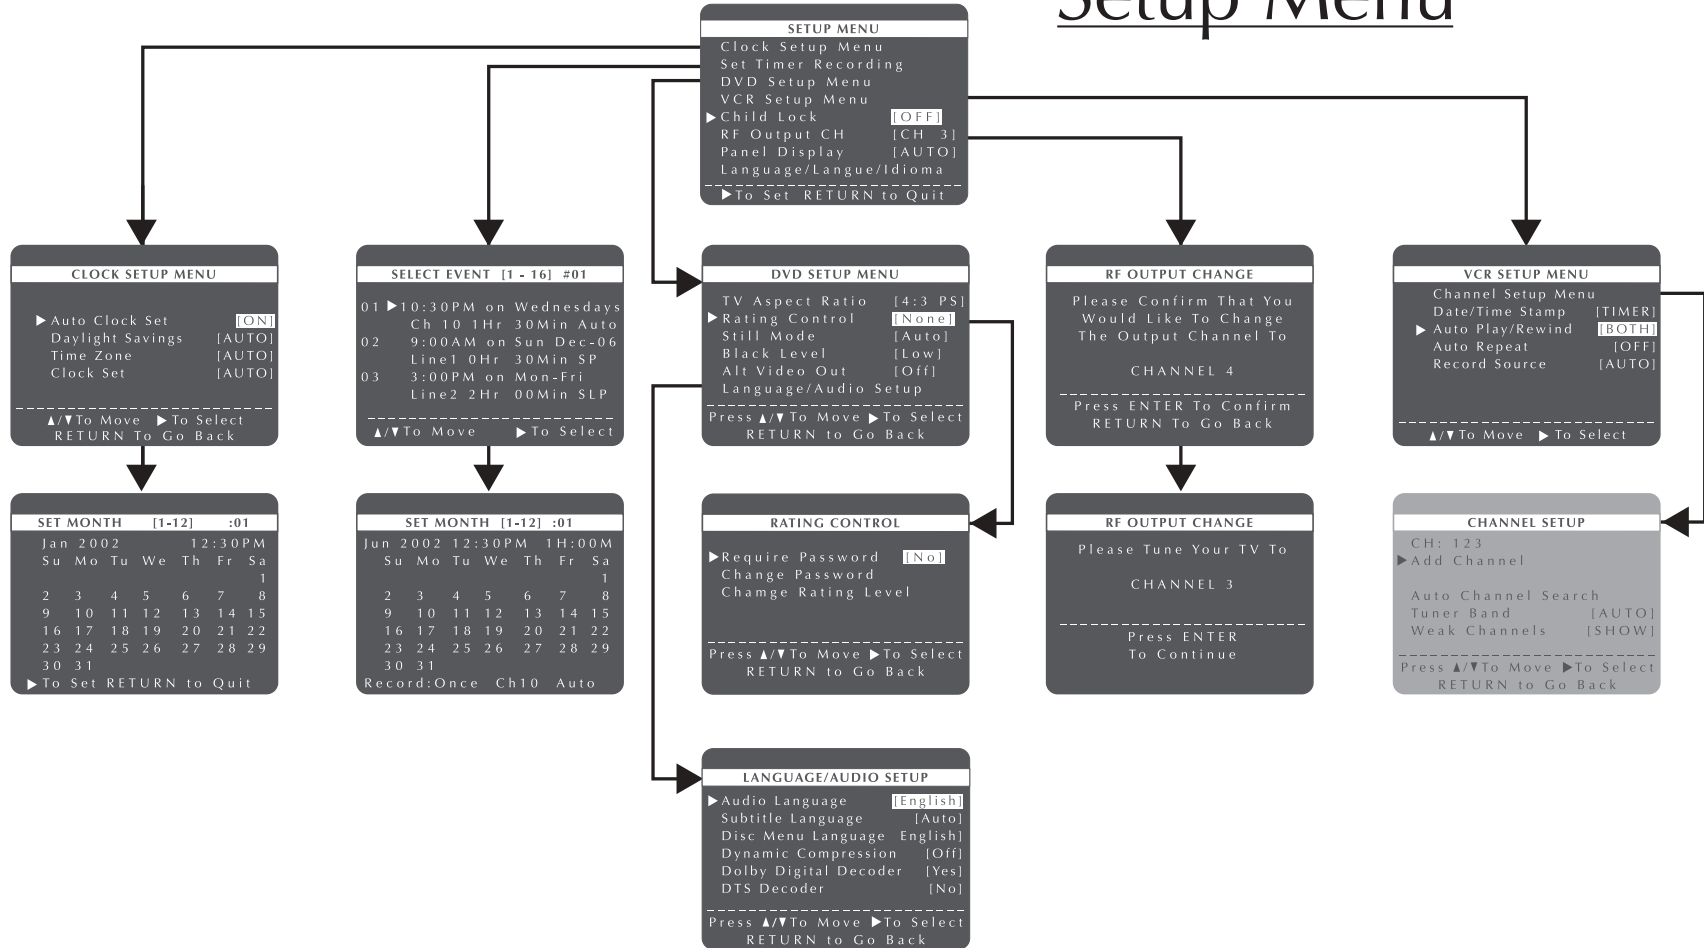 Setup Menu
SETUP MENU
Clock Setup Menu
Set Timer Recording
DVD Setup Menu
VCR Setup Menu
▶Child Lock [OFF]
RF Output CH [CH 3]
Panel Display [AUTO]
Language/Langue/Idioma
▶To Set RETURN to Quit
CLOCK SETUP MENU
▶Auto Clock Set [ON]
Daylight Savings [AUTO]
Time Zone [AUTO]
Clock Set [AUTO]
▲/▼To Move ▶To Select
RETURN To Go Back
SELECT EVENT [1 - 16] #01
01 ▶10:30PM on Wednesdays
Ch 10 1Hr 30Min Auto
02 9:00AM on Sun Dec-06
Line1 0Hr 30Min SP
03 3:00PM on Mon-Fri
Line2 2Hr 00Min SLP
▲/▼To Move ▶To Select
DVD SETUP MENU
TV Aspect Ratio [4:3 PS]
▶Rating Control [None]
Still Mode [Auto]
Black Level [Low]
Alt Video Out [Off]
Language/Audio Setup
Press ▲/▼To Move ▶To Select
RETURN to Go Back
RF OUTPUT CHANGE
Please Confirm That You
Would Like To Change
The Output Channel To
CHANNEL 4
Press ENTER To Confirm
RETURN To Go Back
VCR SETUP MENU
Channel Setup Menu
Date/Time Stamp [TIMER]
▶Auto Play/Rewind [BOTH]
Auto Repeat [OFF]
Record Source [AUTO]
▲/▼To Move ▶To Select
SET MONTH [1-12] :01
Jan 2002 12:30PM
Su Mo Tu We Th Fr Sa
1
2 3 4 5 6 7 8
9 10 11 12 13 14 15
16 17 18 19 20 21 22
23 24 25 26 27 28 29
30 31
▶To Set RETURN to Quit
SET MONTH [1-12] :01
Jun 2002 12:30PM 1H:00M
Su Mo Tu We Th Fr Sa
1
2 3 4 5 6 7 8
9 10 11 12 13 14 15
16 17 18 19 20 21 22
23 24 25 26 27 28 29
30 31
Record:Once Ch10 Auto
RATING CONTROL
▶Require Password [No]
Change Password
Chamge Rating Level
Press ▲/▼To Move ▶To Select
RETURN to Go Back
RF OUTPUT CHANGE
Please Tune Your TV To
CHANNEL 3
Press ENTER
To Continue
CHANNEL SETUP
CH: 123
▶Add Channel
Auto Channel Search
Tuner Band [AUTO]
Weak Channels [SHOW]
Press ▲/▼To Move ▶To Select
RETURN to Go Back
LANGUAGE/AUDIO SETUP
▶Audio Language [English]
Subtitle Language [Auto]
Disc Menu Language English]
Dynamic Compression [Off]
Dolby Digital Decoder [Yes]
DTS Decoder [No]
Press ▲/▼To Move ▶To Select
RETURN to Go Back